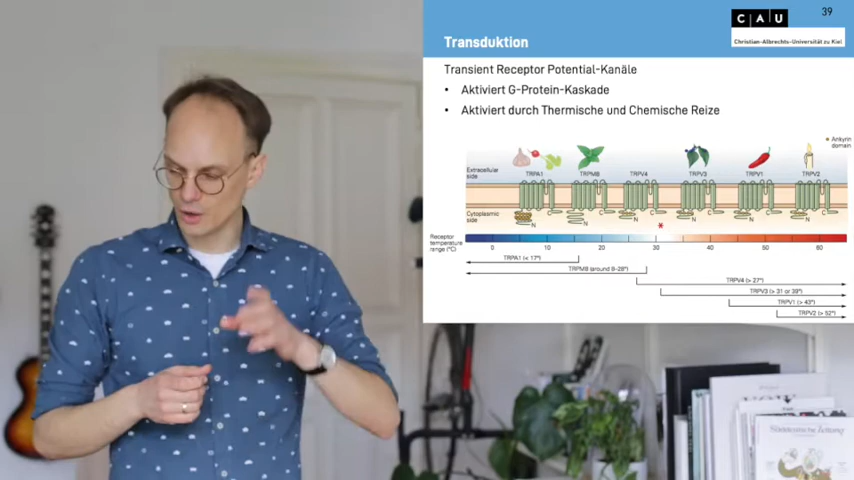 39
CAU
Christian-Albrechts-Universität zu Kiel
Transduktion
Transient Receptor Potential-Kanäle
• Aktiviert G-Protein-Kaskade
• Aktiviert durch Thermische und Chemische Reize
Ankyrin
domain
Extracellular
side
TRPA1 TRPM8 TRPV4 TRPV3 TRPV1 TRPV2
Cytoplasmic
side
C C C C C C
N N N N N N
*
Receptor
temperature
range (°C)
5 10 20 30 40 50 60
TRPA1 (< 17°)
TRPM8 (around 8-28°)
TRPV4 (> 27°)
TRPV3 (> 31 or 39°)
TRPV1 (> 43°)
TRPV2 (> 52°)
Süddeutsche Zeitung